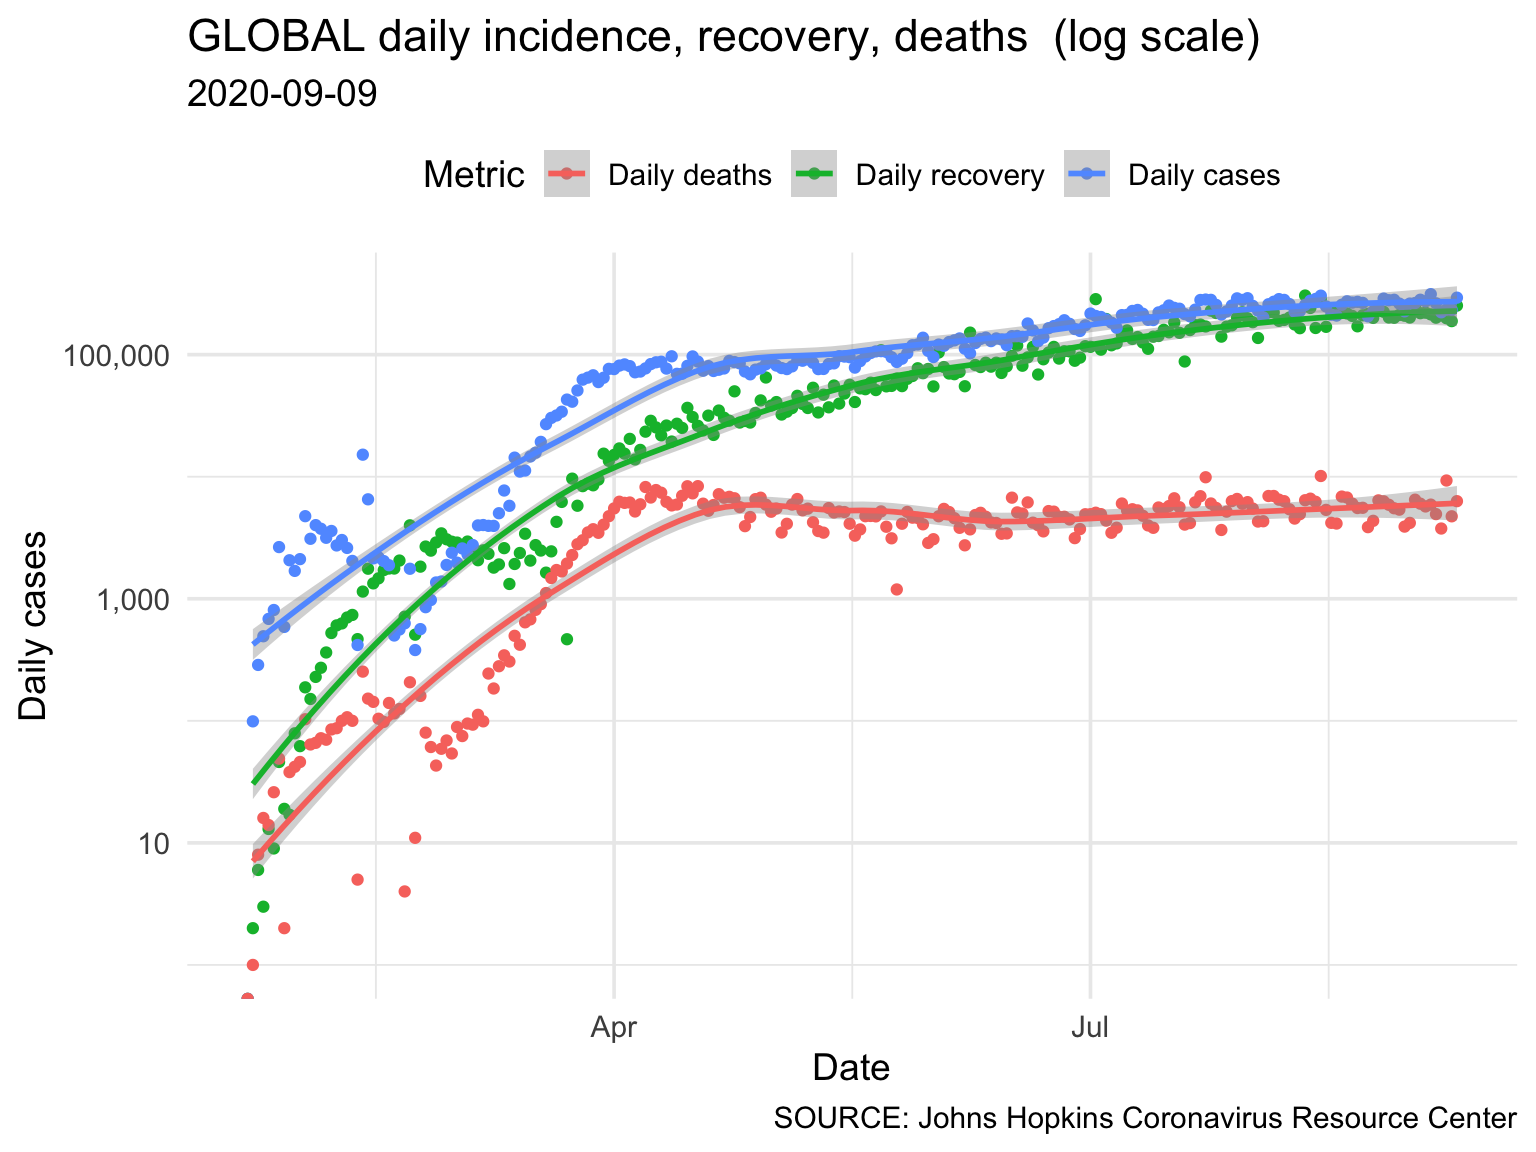 GLOBAL daily incidence, recovery, deaths  (log scale)
2020-09-09
Metric Daily deaths Daily recovery Daily cases
Daily cases
100,000
1,000
10
Apr Jul
Date
SOURCE: Johns Hopkins Coronavirus Resource Center